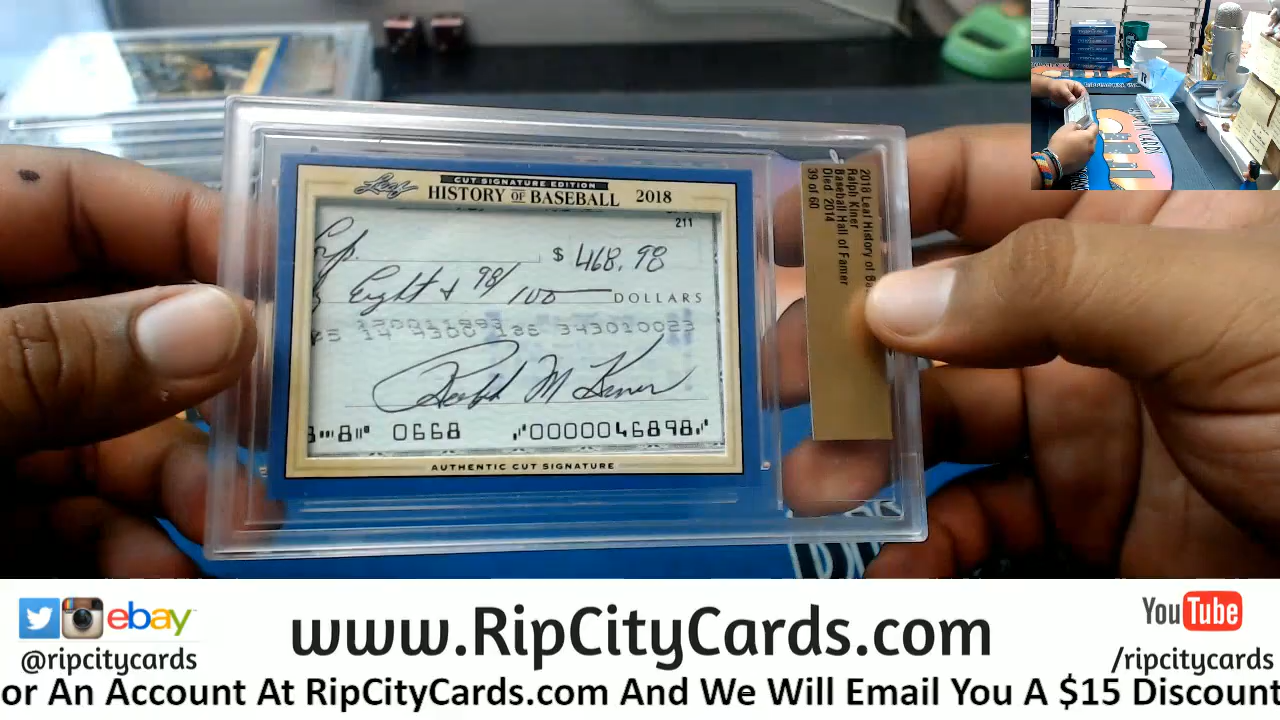 Leaf
CUT SIGNATURE EDITION
HISTORY OF BASEBALL 2018
211
$ 468.98
Eight & 98/100 DOLLARS
343010023
Ralph M Kiner
0668 0000046898
AUTHENTIC CUT SIGNATURE
2018 Leaf History of Ba
Ralph Kiner
Baseball Hall of Famer
Died 2014
39 of 60
ebay
@ripcitycards
www.RipCityCards.com
YouTube
/ripcitycards
or An Account At RipCityCards.com And We Will Email You A $15 Discount